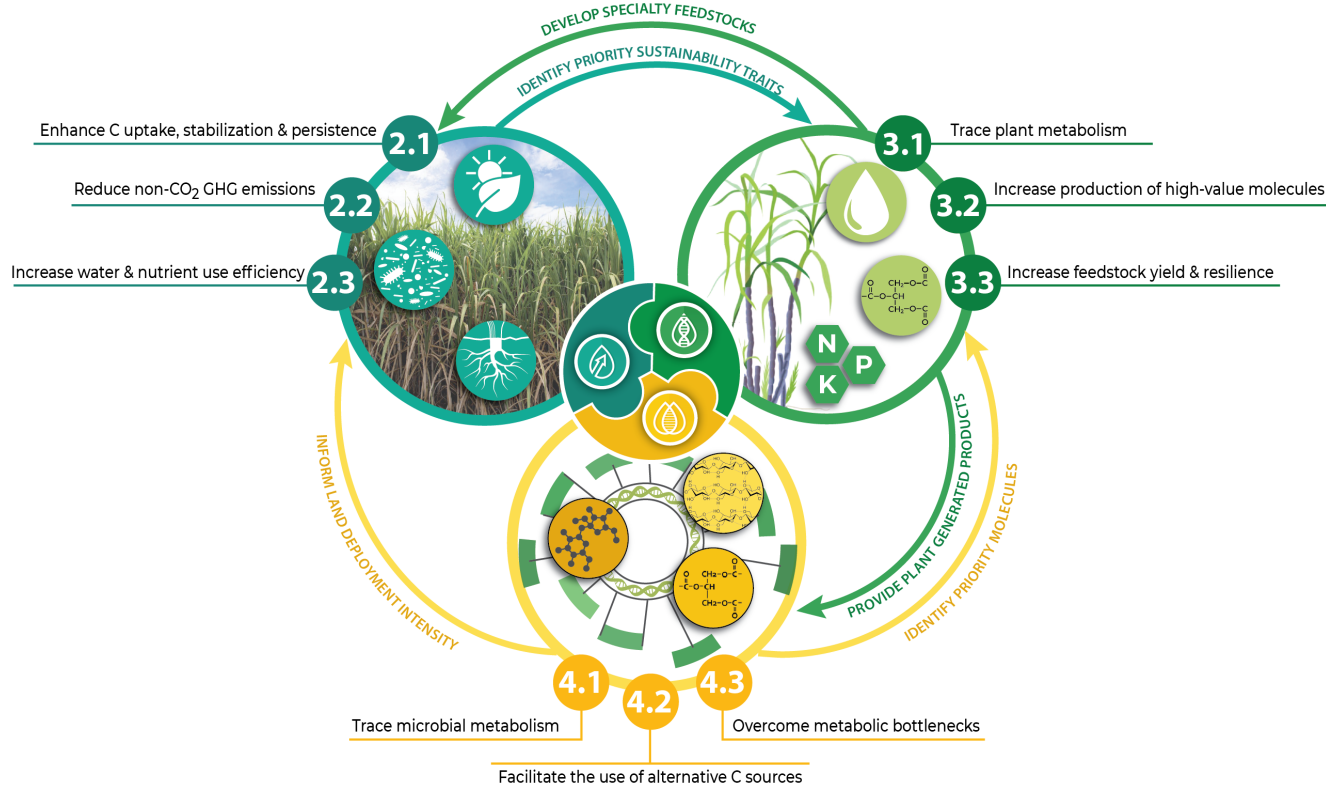 DEVELOP SPECIALTY FEEDSTOCKS
IDENTIFY PRIORITY SUSTAINABILITY TRAITS
Enhance C uptake, stabilization & persistence
2.1
Reduce non-CO2 GHG emissions
2.2
Increase water & nutrient use efficiency
2.3
3.1
Trace plant metabolism
3.2
Increase production of high-value molecules
3.3
Increase feedstock yield & resilience
N
P
K
INFORM LAND DEPLOYMENT INTENSITY
PROVIDE PLANT GENERATED PRODUCTS
IDENTIFY PRIORITY MOLECULES
4.1
4.2
4.3
Trace microbial metabolism
Overcome metabolic bottlenecks
Facilitate the use of alternative C sources